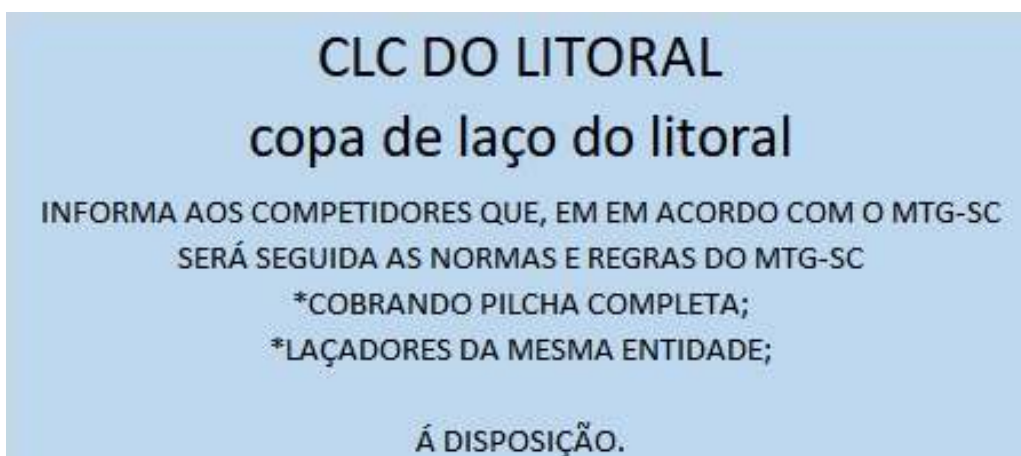 CLC DO LITORAL
copa de laço do litoral
INFORMA AOS COMPETIDORES QUE, EM EM ACORDO COM O MTG-SC
SERÁ SEGUIDA AS NORMAS E REGRAS DO MTG-SC
*COBRANDO PILCHA COMPLETA;
*LAÇADORES DA MESMA ENTIDADE;
Á DISPOSIÇÃO.